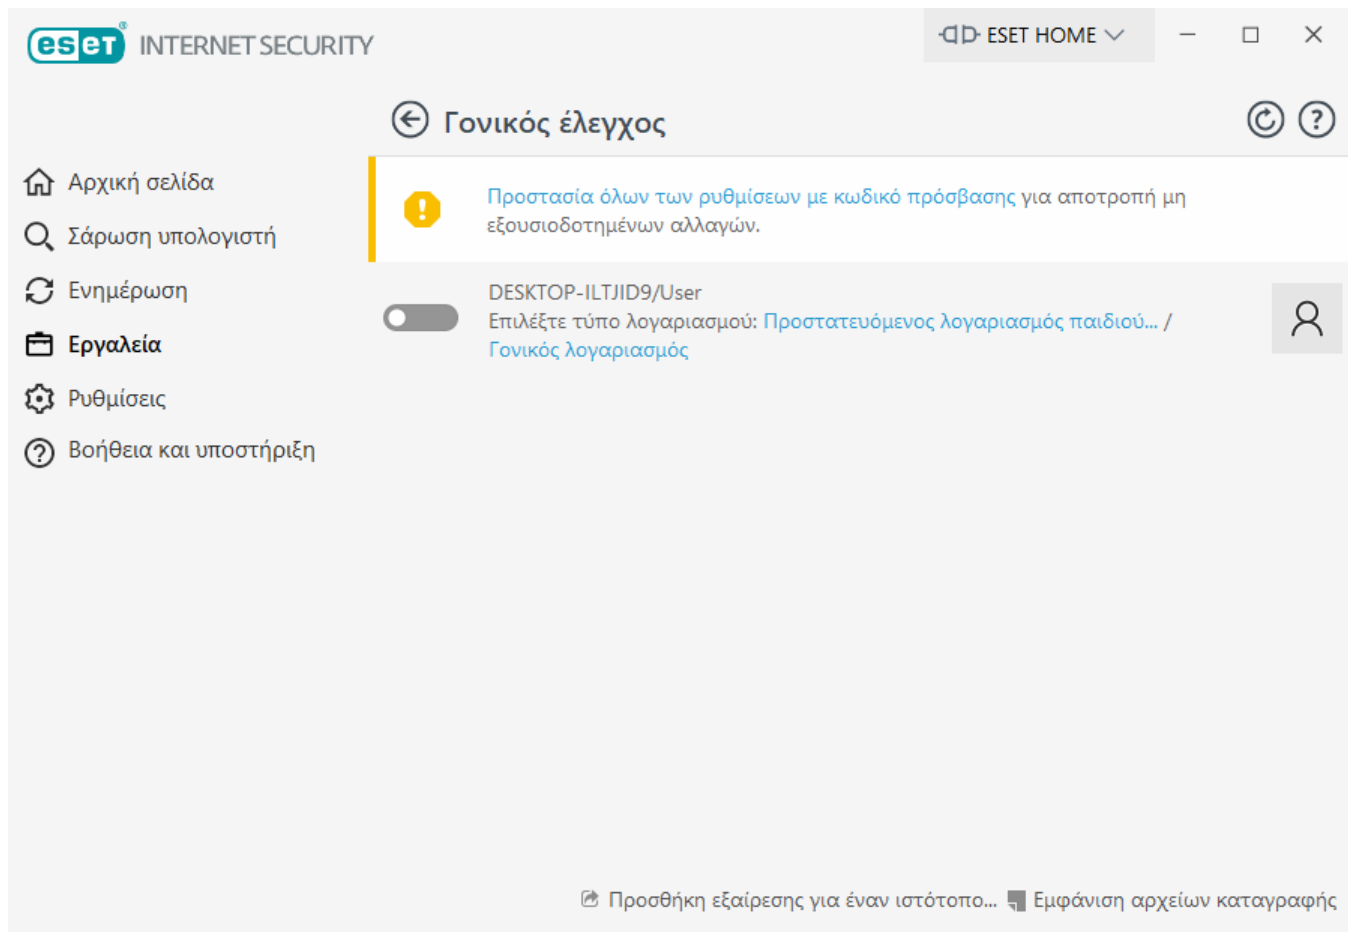 eset® INTERNET SECURITY
ESET HOME
Γονικός έλεγχος
Αρχική σελίδα
Σάρωση υπολογιστή
Ενημέρωση
Εργαλεία
Ρυθμίσεις
Βοήθεια και υποστήριξη
Προστασία όλων των ρυθμίσεων με κωδικό πρόσβασης για αποτροπή μη
εξουσιοδοτημένων αλλαγών.
DESKTOP-ILTJID9/User
Επιλέξτε τύπο λογαριασμού: Προστατευόμενος λογαριασμός παιδιού... /
Γονικός λογαριασμός
Προσθήκη εξαίρεσης για έναν ιστότοπο... Εμφάνιση αρχείων καταγραφής